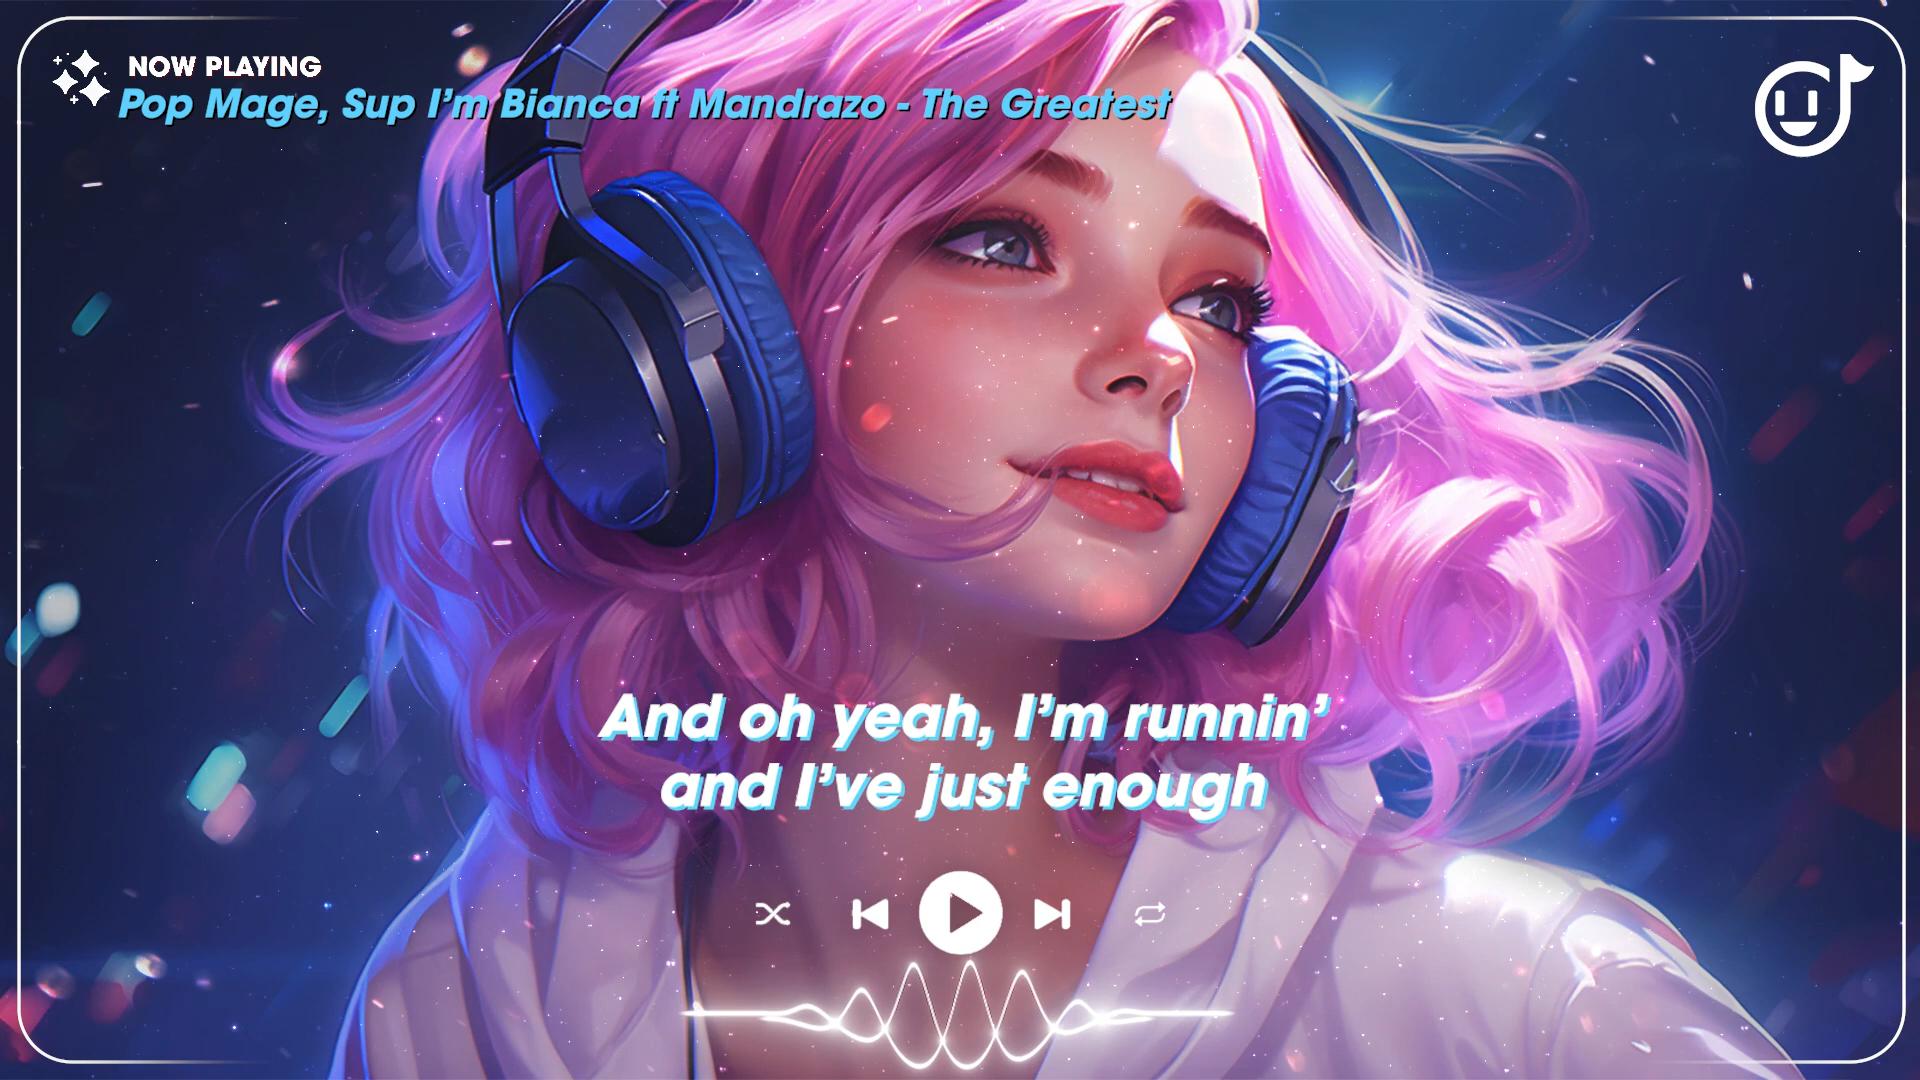 NOW PLAYING
Pop Mage, Sup I'm Bianca ft Mandrazo - The Greatest
And oh yeah, I'm runnin'
and I've just enough